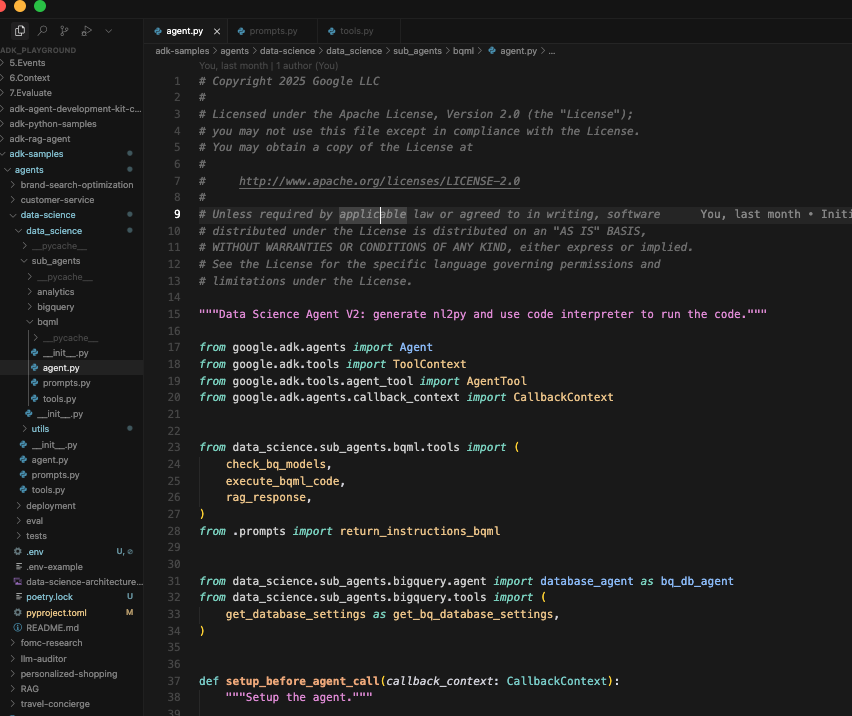 agent.py
prompts.py
tools.py
adk-samples > agents > data-science > data_science > sub_agents > bqml > agent.py > ...
ADK_PLAYGROUND
5.Events
6.Context
7.Evaluate
adk-agent-development-kit-c...
adk-python-samples
adk-rag-agent
adk-samples
agents
brand-search-optimization
customer-service
data-science
data_science
__pycache__
sub_agents
__pycache__
analytics
bigquery
bqml
__pycache__
__init__.py
agent.py
prompts.py
tools.py
__init__.py
utils
__init__.py
agent.py
prompts.py
tools.py
deployment
eval
tests
.env U,
.env-example
data-science-architecture...
poetry.lock U
pyproject.toml M
README.md
fomc-research
llm-auditor
personalized-shopping
RAG
travel-concierge
You, last month | 1 author (You)
1 # Copyright 2025 Google LLC
2 #
3 # Licensed under the Apache License, Version 2.0 (the "License");
4 # you may not use this file except in compliance with the License.
5 # You may obtain a copy of the License at
6 #
7 #     http://www.apache.org/licenses/LICENSE-2.0
8 #
9 # Unless required by applicable law or agreed to in writing, software You, last month • Initi
10 # distributed under the License is distributed on an "AS IS" BASIS,
11 # WITHOUT WARRANTIES OR CONDITIONS OF ANY KIND, either express or implied.
12 # See the License for the specific language governing permissions and
13 # limitations under the License.
14
15 """Data Science Agent V2: generate nl2py and use code interpreter to run the code."""
16
17 from google.adk.agents import Agent
18 from google.adk.tools import ToolContext
19 from google.adk.tools.agent_tool import AgentTool
20 from google.adk.agents.callback_context import CallbackContext
21
22
23 from data_science.sub_agents.bqml.tools import (
24     check_bq_models,
25     execute_bqml_code,
26     rag_response,
27 )
28 from .prompts import return_instructions_bqml
29
30
31 from data_science.sub_agents.bigquery.agent import database_agent as bq_db_agent
32 from data_science.sub_agents.bigquery.tools import (
33     get_database_settings as get_bq_database_settings,
34 )
35
36
37 def setup_before_agent_call(callback_context: CallbackContext):
38     """Setup the agent."""
39